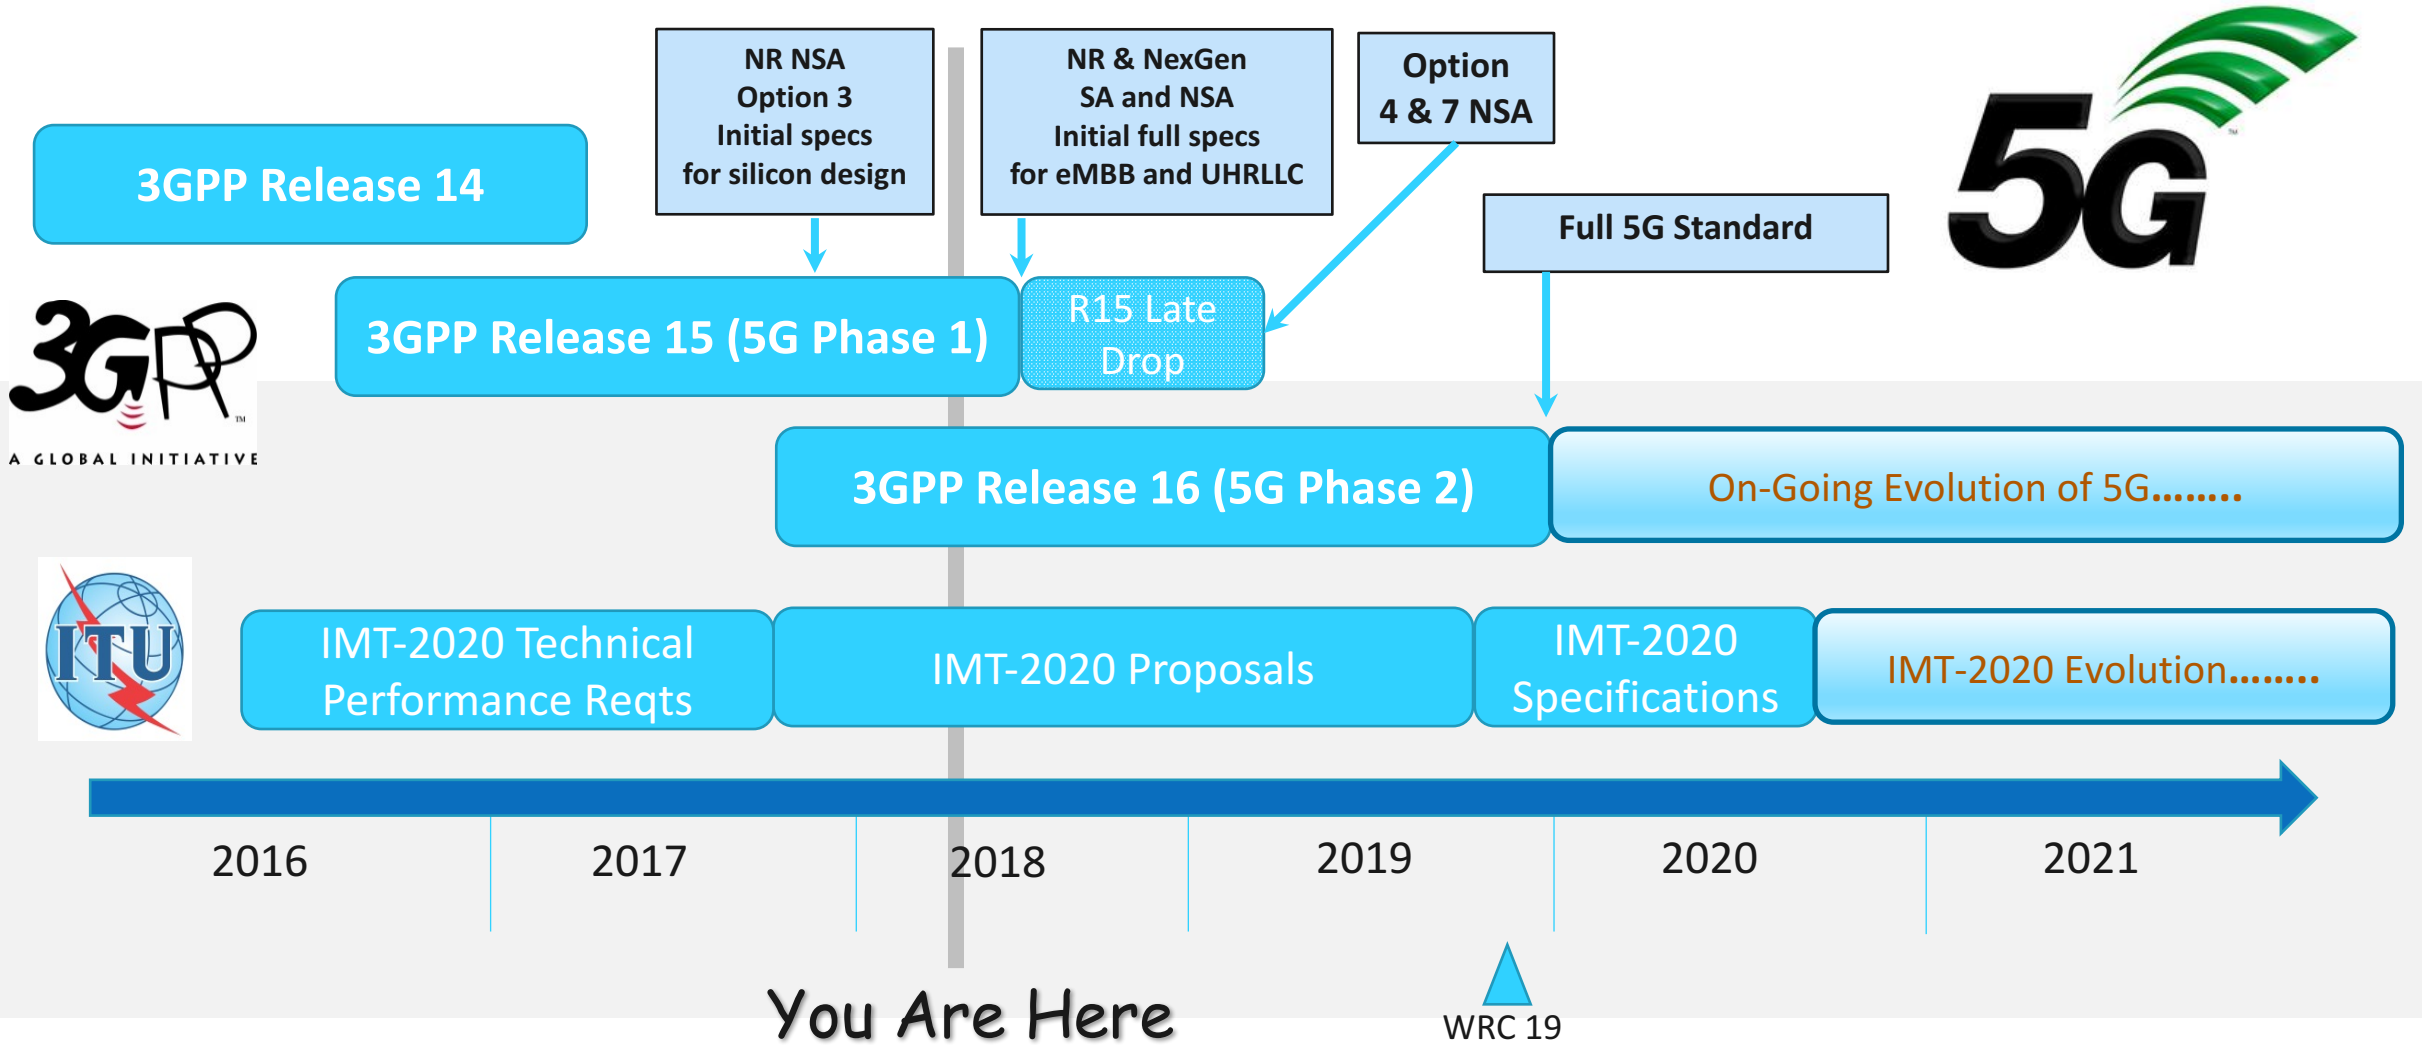 NR NSA
Option 3
Initial specs
for silicon design
NR & NexGen
SA and NSA
Initial full specs
for eMBB and UHRLLC
Option
4 & 7 NSA
5G
TM
3GPP Release 14
Full 5G Standard
3GPP
TM
A GLOBAL INITIATIVE
3GPP Release 15 (5G Phase 1)
R15 Late
Drop
3GPP Release 16 (5G Phase 2)
On-Going Evolution of 5G........
ITU
IMT-2020 Technical
Performance Reqts
IMT-2020 Proposals
IMT-2020
Specifications
IMT-2020 Evolution........
2016
2017
2018
2019
2020
2021
You Are Here
WRC 19